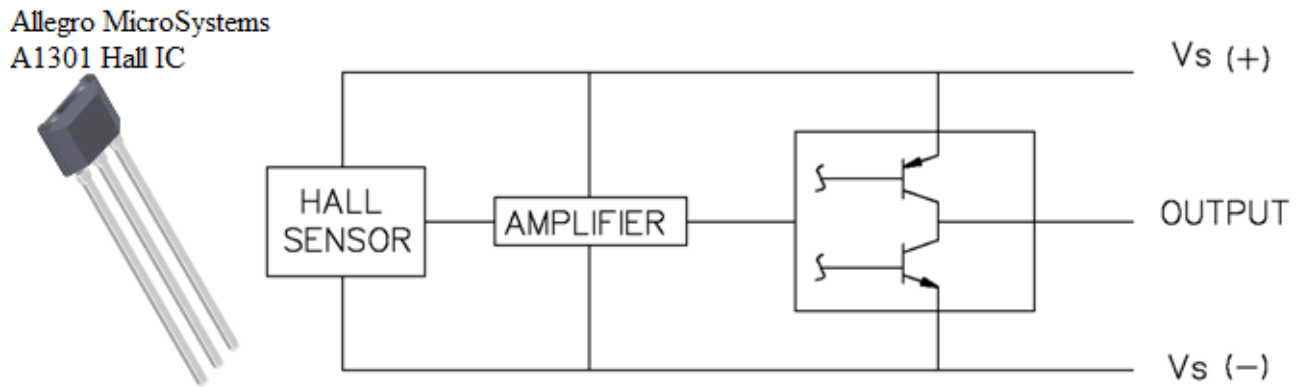 Allegro MicroSystems
A1301 Hall IC
Vs (+)
HALL
SENSOR
AMPLIFIER
OUTPUT
Vs (−)